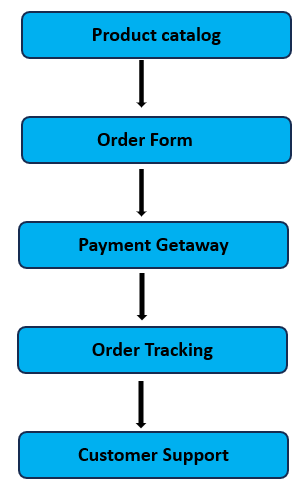 Product catalog
Order Form
Payment Getaway
Order Tracking
Customer Support